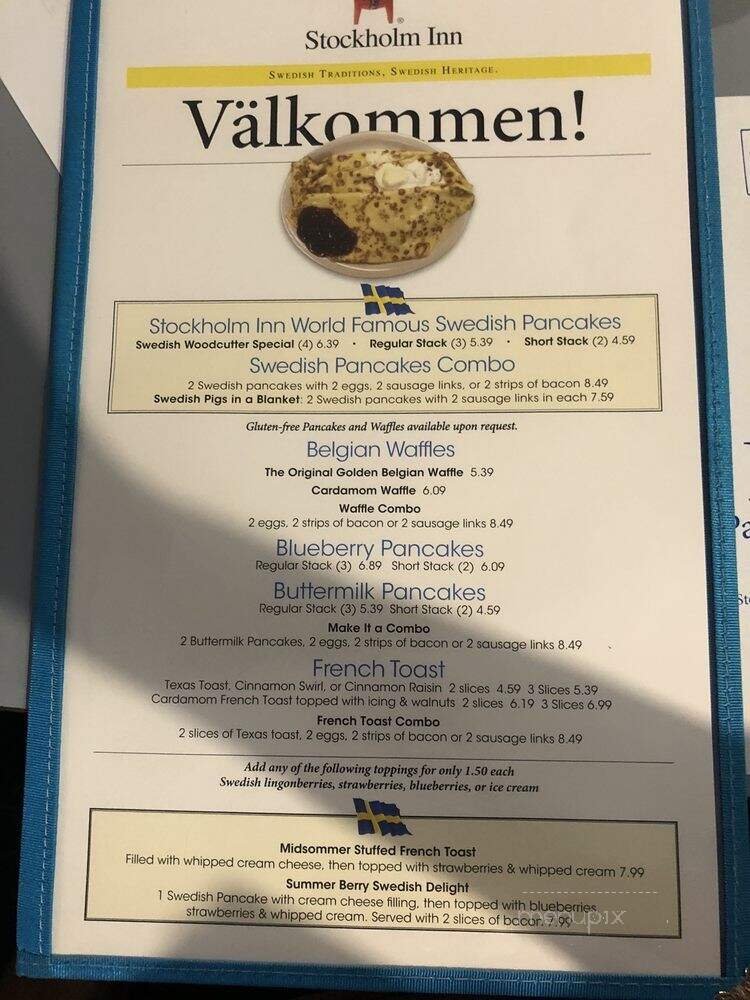 Stockholm Inn
®
SWEDISH TRADITIONS, SWEDISH HERITAGE.
Välkommen!
Stockholm Inn World Famous Swedish Pancakes
Swedish Woodcutter Special (4) 6.39 • Regular Stack (3) 5.39 • Short Stack (2) 4.59
Swedish Pancakes Combo
2 Swedish pancakes with 2 eggs, 2 sausage links, or 2 strips of bacon 8.49
Swedish Pigs in a Blanket: 2 Swedish pancakes with 2 sausage links in each 7.59
Gluten-free Pancakes and Waffles available upon request.
Belgian Waffles
The Original Golden Belgian Waffle 5.39
Cardamom Waffle 6.09
Waffle Combo
2 eggs, 2 strips of bacon or 2 sausage links 8.49
Blueberry Pancakes
Regular Stack (3) 6.89 Short Stack (2) 6.09
Buttermilk Pancakes
Regular Stack (3) 5.39 Short Stack (2) 4.59
Make It a Combo
2 Buttermilk Pancakes, 2 eggs, 2 strips of bacon or 2 sausage links 8.49
French Toast
Texas Toast, Cinnamon Swirl, or Cinnamon Raisin 2 slices 4.59 3 Slices 5.39
Cardamom French Toast topped with icing & walnuts 2 slices 6.19 3 Slices 6.99
French Toast Combo
2 slices of Texas toast, 2 eggs, 2 strips of bacon or 2 sausage links 8.49
Add any of the following toppings for only 1.50 each
Swedish lingonberries, strawberries, blueberries, or ice cream
Midsommer Stuffed French Toast
Filled with whipped cream cheese, then topped with strawberries & whipped cream 7.99
Summer Berry Swedish Delight
1 Swedish Pancake with cream cheese filling, then topped with blueberries,
strawberries & whipped cream. Served with 2 slices of bacon. 7.99
menupix